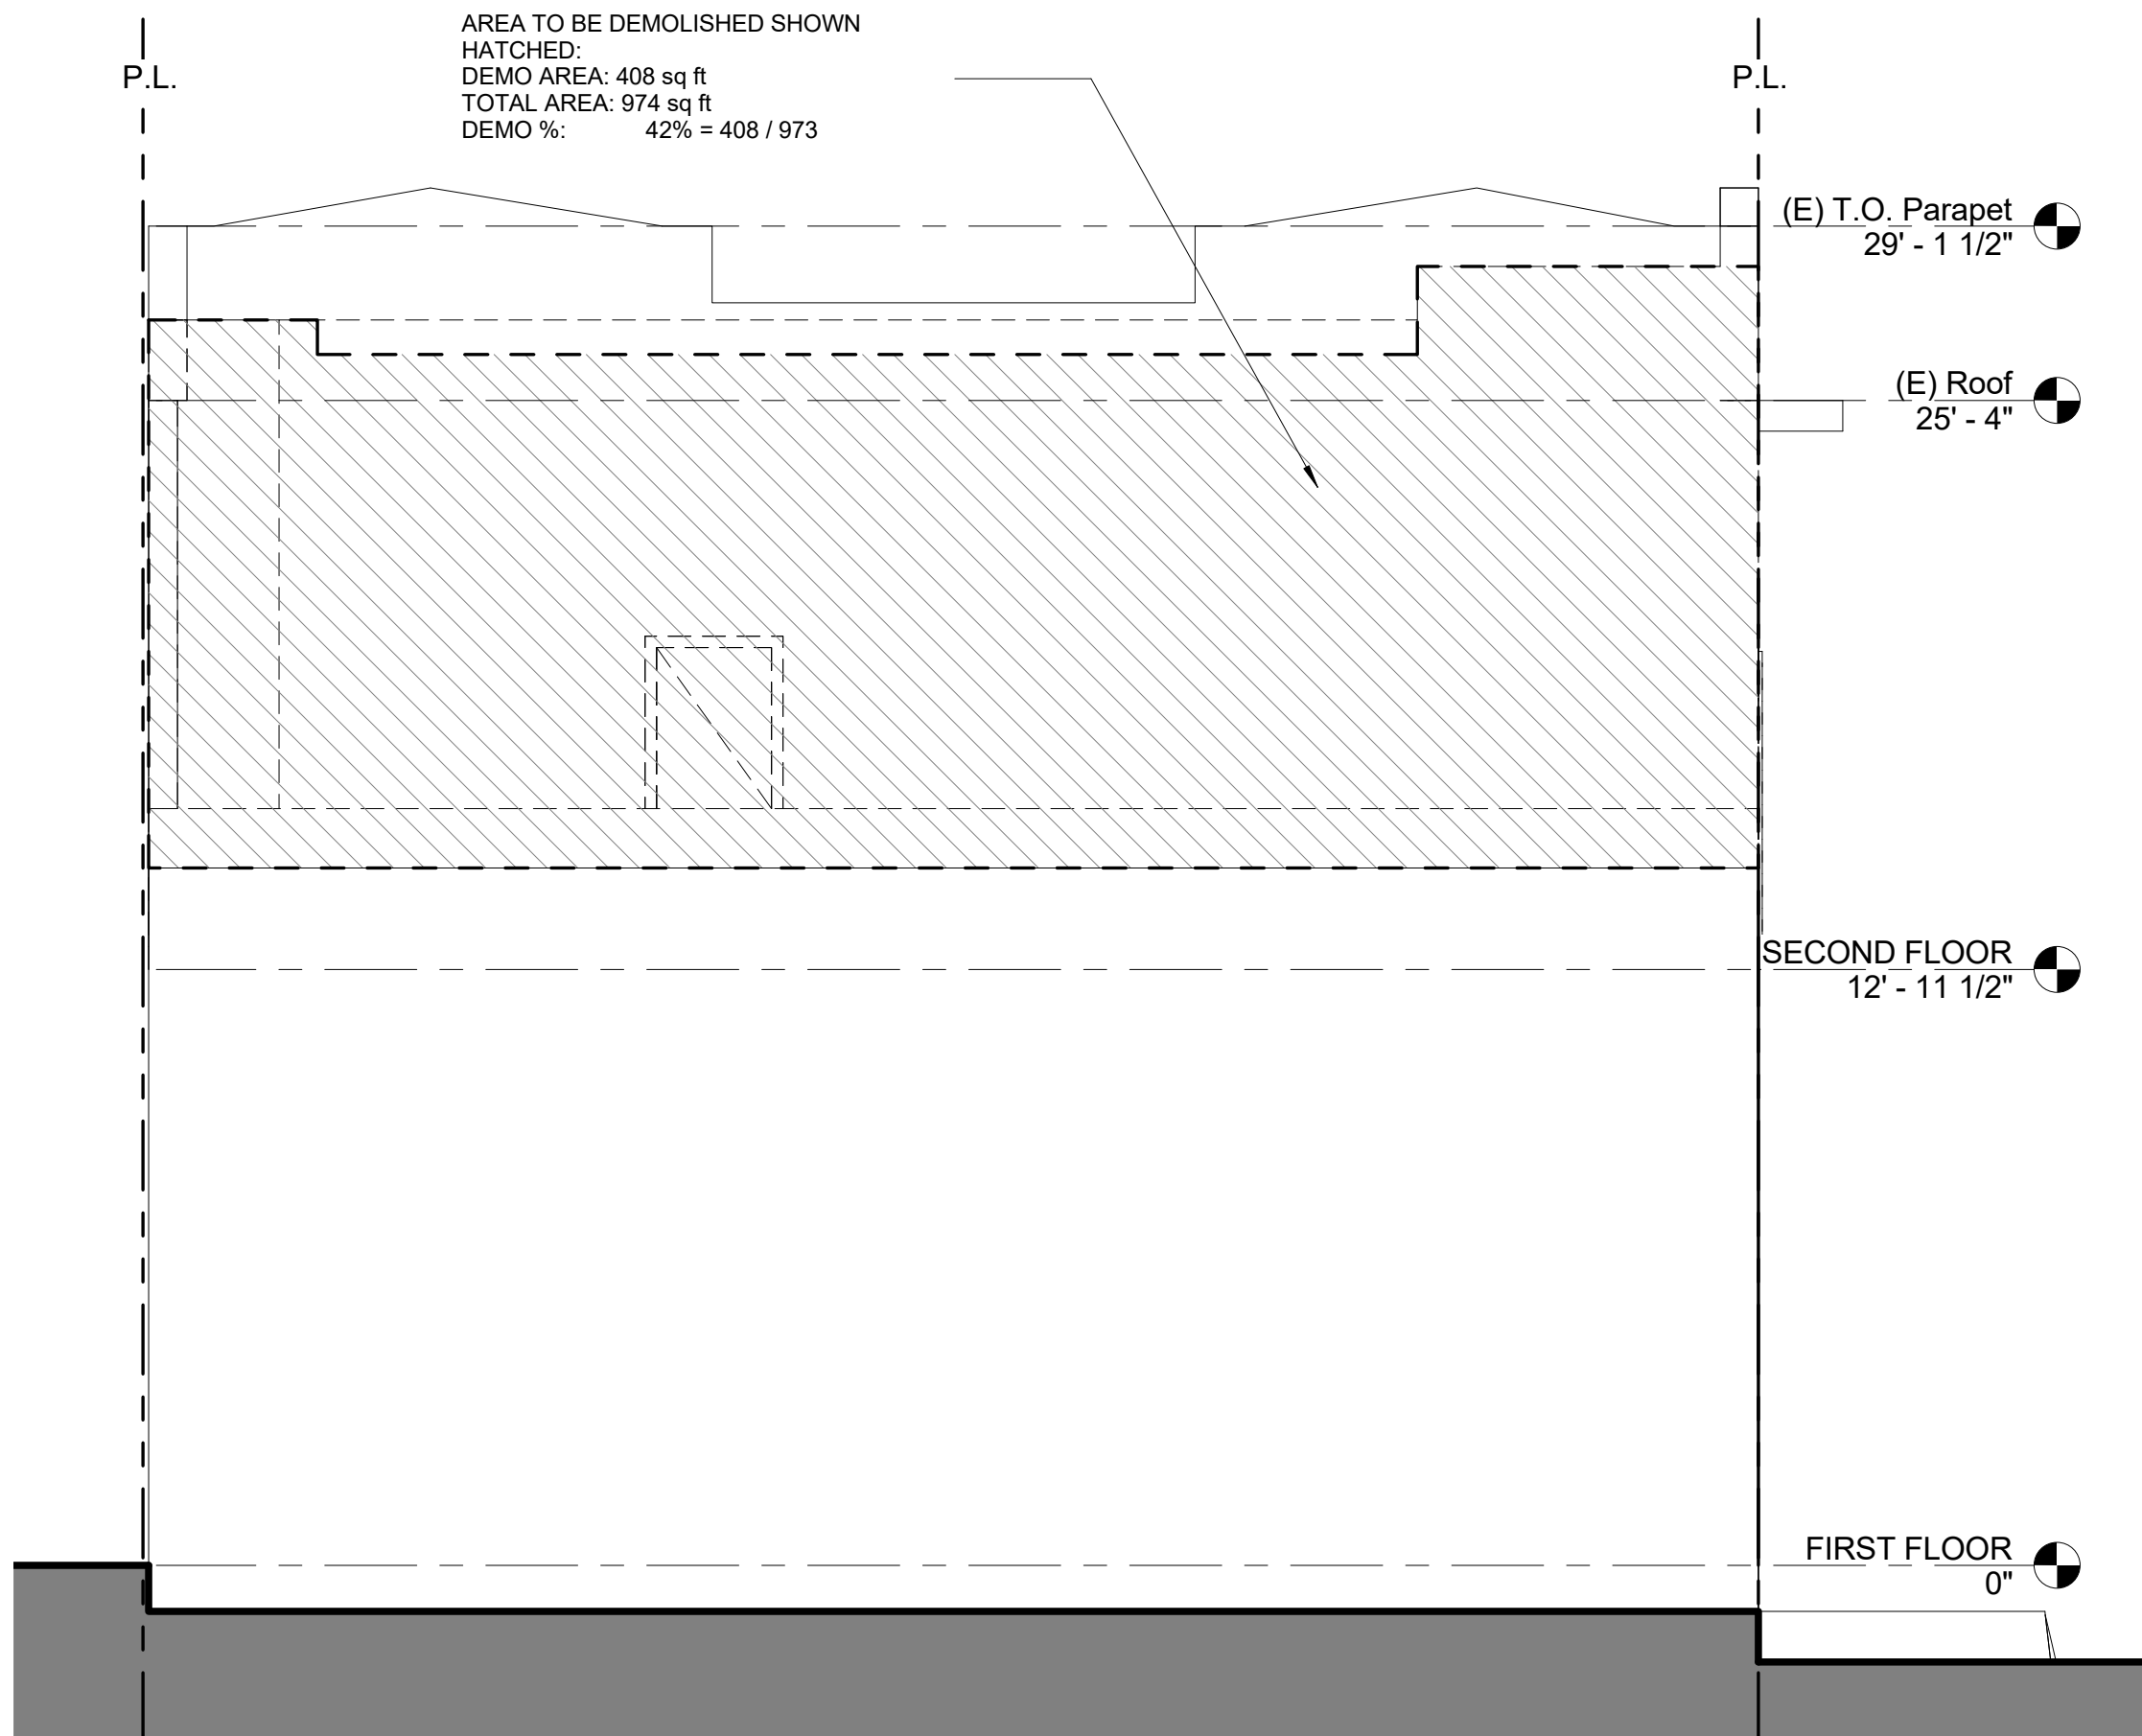 AREA TO BE DEMOLISHED SHOWN
HATCHED:
DEMO AREA: 408 sq ft
TOTAL AREA: 974 sq ft
DEMO %: 42% = 408 / 973
P.L.
P.L.
(E) T.O. Parapet
29' - 1 1/2"
(E) Roof
25' - 4"
SECOND FLOOR
12' - 11 1/2"
FIRST FLOOR
0"